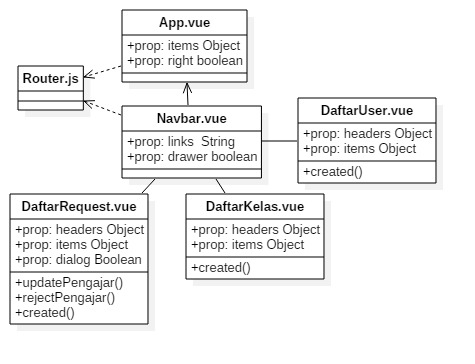 App.vue
+prop: items Object
+prop: right boolean
Router.js
Navbar.vue
+prop: links  String
+prop: drawer boolean
DaftarUser.vue
+prop: headers Object
+prop: items Object
+created()
DaftarRequest.vue
+prop: headers Object
+prop: items Object
+prop: dialog Boolean
+updatePengajar()
+rejectPengajar()
+created()
DaftarKelas.vue
+prop: headers Object
+prop: items Object
+created()